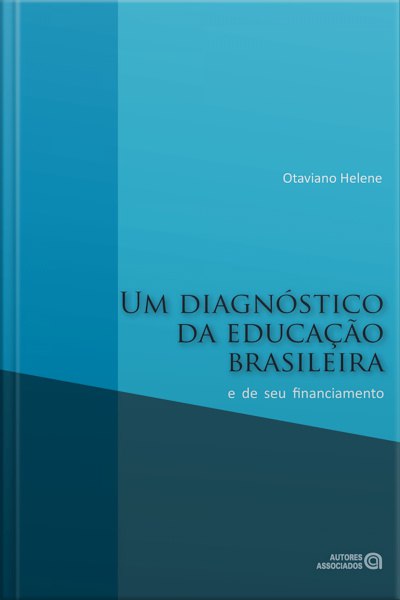 Otaviano Helene
Um diagnóstico
da educação
brasileira
e de seu financiamento
AUTORES
ASSOCIADOS